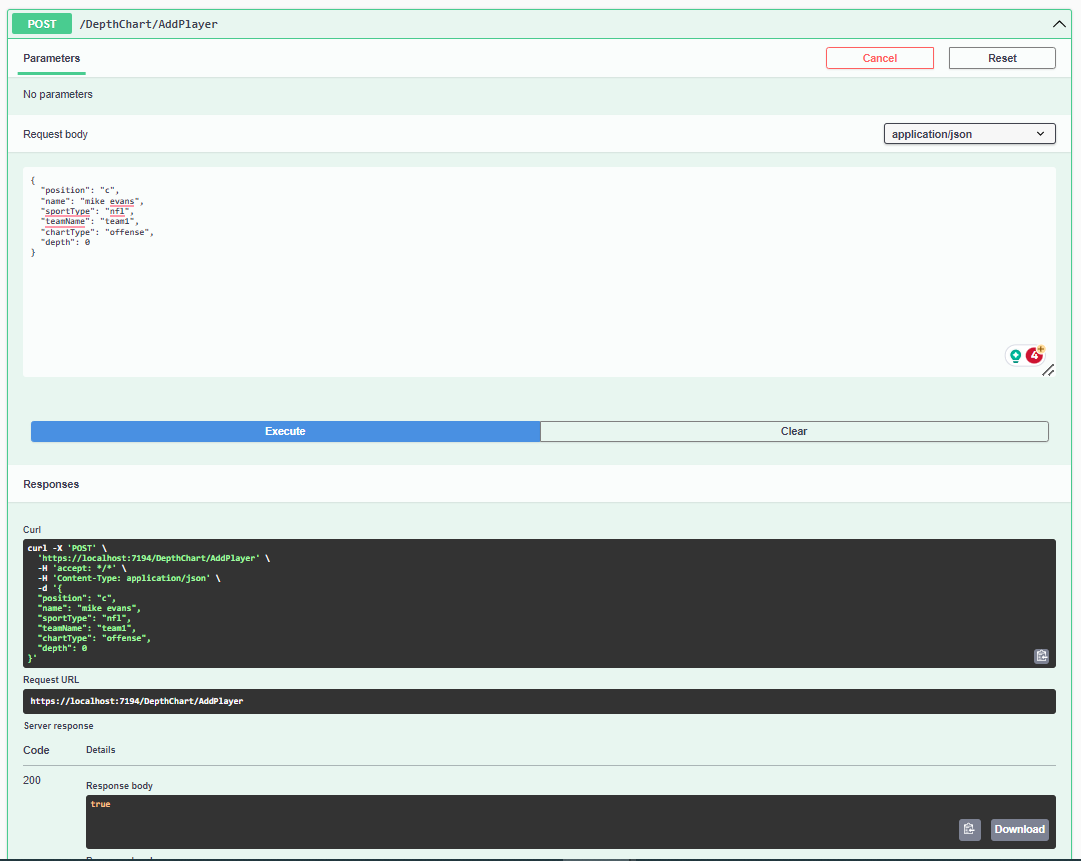 POST /DepthChart/AddPlayer
Parameters
Cancel
Reset
No parameters
Request body
application/json
{
"position": "c",
"name": "mike evans",
"sportType": "nfl",
"teamName": "team1",
"chartType": "offense",
"depth": 0
}
4
Execute
Clear
Responses
Curl
curl -X 'POST' \
'https://localhost:7194/DepthChart/AddPlayer' \
-H 'accept: */*' \
-H 'Content-Type: application/json' \
-d '{
"position": "c",
"name": "mike evans",
"sportType": "nfl",
"teamName": "team1",
"chartType": "offense",
"depth": 0
}'
Request URL
https://localhost:7194/DepthChart/AddPlayer
Server response
Code Details
200
Response body
true
Download